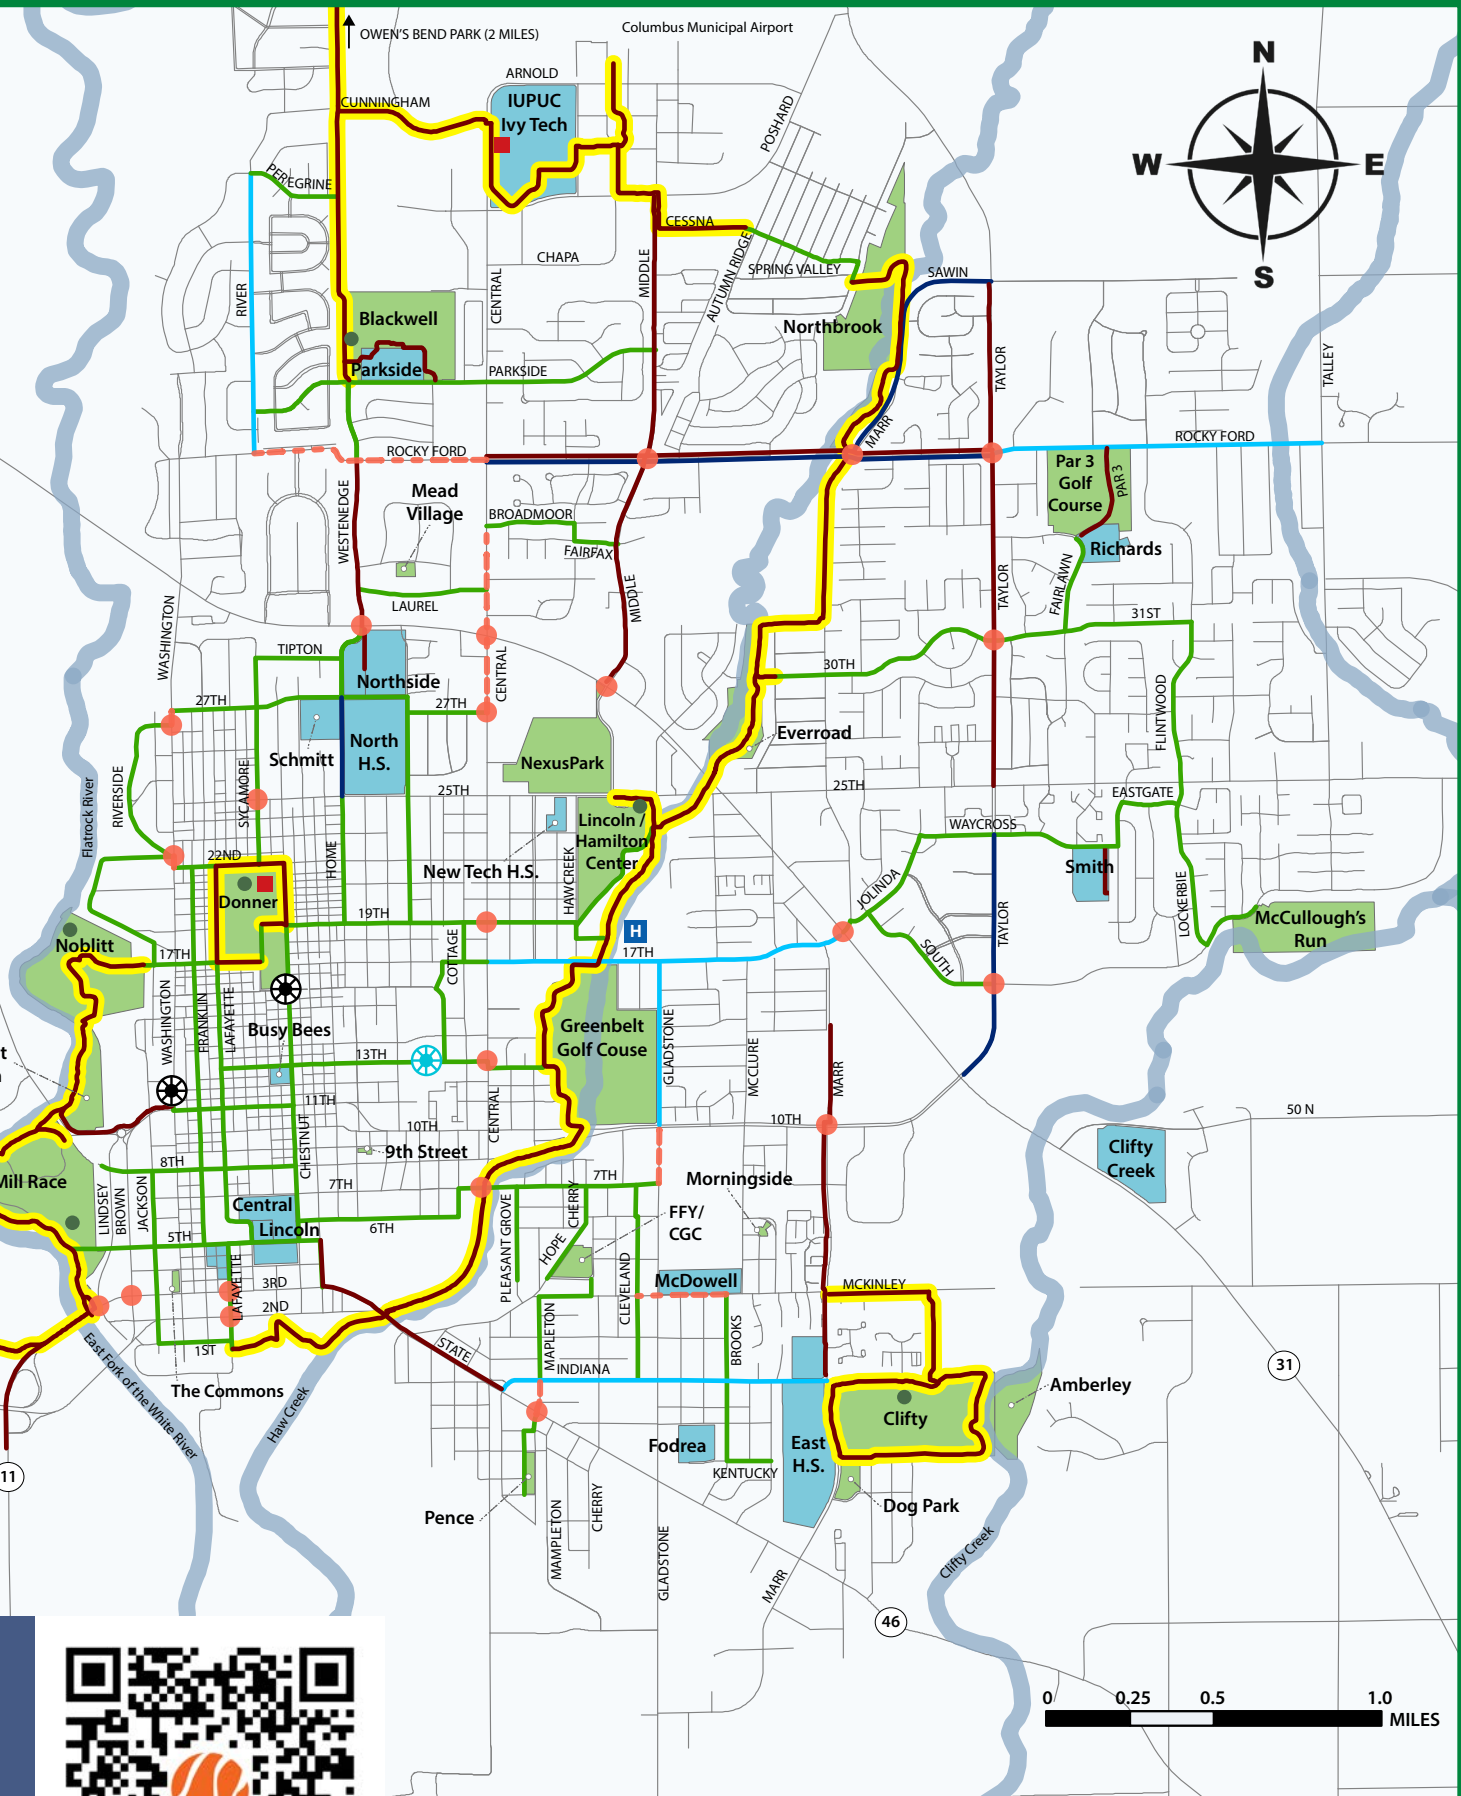 OWEN'S BEND PARK (2 MILES)
Columbus Municipal Airport
ARNOLD
CUNNINGHAM
IUPUC
Ivy Tech
POSHARD
N
W
E
S
PEREGRINE
CESSNA
CHAPA
MIDDLE
AUTUMN RIDGE
SPRING VALLEY
SAWIN
RIVER
CENTRAL
Blackwell
Northbrook
Parkside
PARKSIDE
TAYLOR
TALLEY
MARR
ROCKY FORD
ROCKY FORD
Par 3
Golf
Course
PAR 3
Mead
Village
WESTENEDGE
BROADMOOR
FAIRFAX
MIDDLE
Richards
FAIRLAWN
TAYLOR
LAUREL
WASHINGTON
31ST
TIPTON
30TH
CENTRAL
Northside
27TH
27TH
FLINTWOOD
North
H.S.
Schmitt
Everroad
NexusPark
Flatrock River
RIVERSIDE
SYCAMORE
25TH
25TH
EASTGATE
Lincoln /
Hamilton
Center
WAYCROSS
22ND
HOME
New Tech H.S.
HAWCREEK
Smith
JOLINDA
Donner
19TH
LOCKERBIE
McCullough's
Run
Noblitt
17TH
COTTAGE
H
17TH
SOUTH
TAYLOR
WASHINGTON
FRANKLIN
LAFAYETTE
Busy Bees
Greenbelt
Golf Couse
GLADSTONE
MCCLURE
MARR
t
13TH
11TH
CENTRAL
10TH
10TH
50 N
CHESTNUT
9th Street
Clifty
Creek
8TH
Mill Race
LINDSEY
BROWN
JACKSON
7TH
7TH
Morningside
Central
Lincoln
6TH
PLEASANT GROVE
CHERRY
FFY/
CGC
5TH
HOPE
CLEVELAND
LAFAYETTE
3RD
McDowell
MCKINLEY
2ND
MAPLETON
BROOKS
1ST
STATE
INDIANA
31
East Fork of the White River
The Commons
Haw Creek
Amberley
Clifty
Fodrea
East
H.S.
11
KENTUCKY
Dog Park
Pence
MAMPLETON
CHERRY
GLADSTONE
MARR
Clifty Creek
46
0
0.25
0.5
1.0
MILES